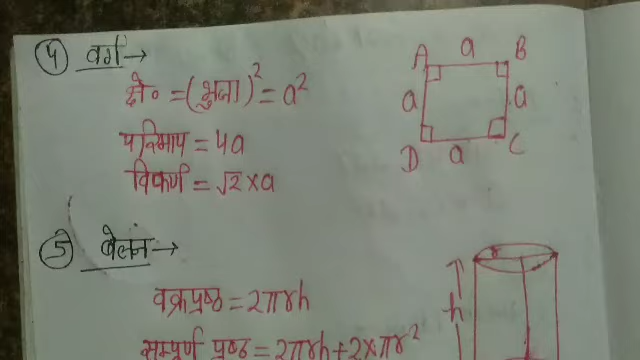 ④ वर्ग →
क्षे० = (भुजा)² = a²
परिमाप = 4a
विकर्ण = √2 × a
A a B
a a
D a C
⑤ बेलन →
वक्रपृष्ठ = 2πrh
सम्पूर्ण पृष्ठ = 2πrh + 2×πr²
r
h